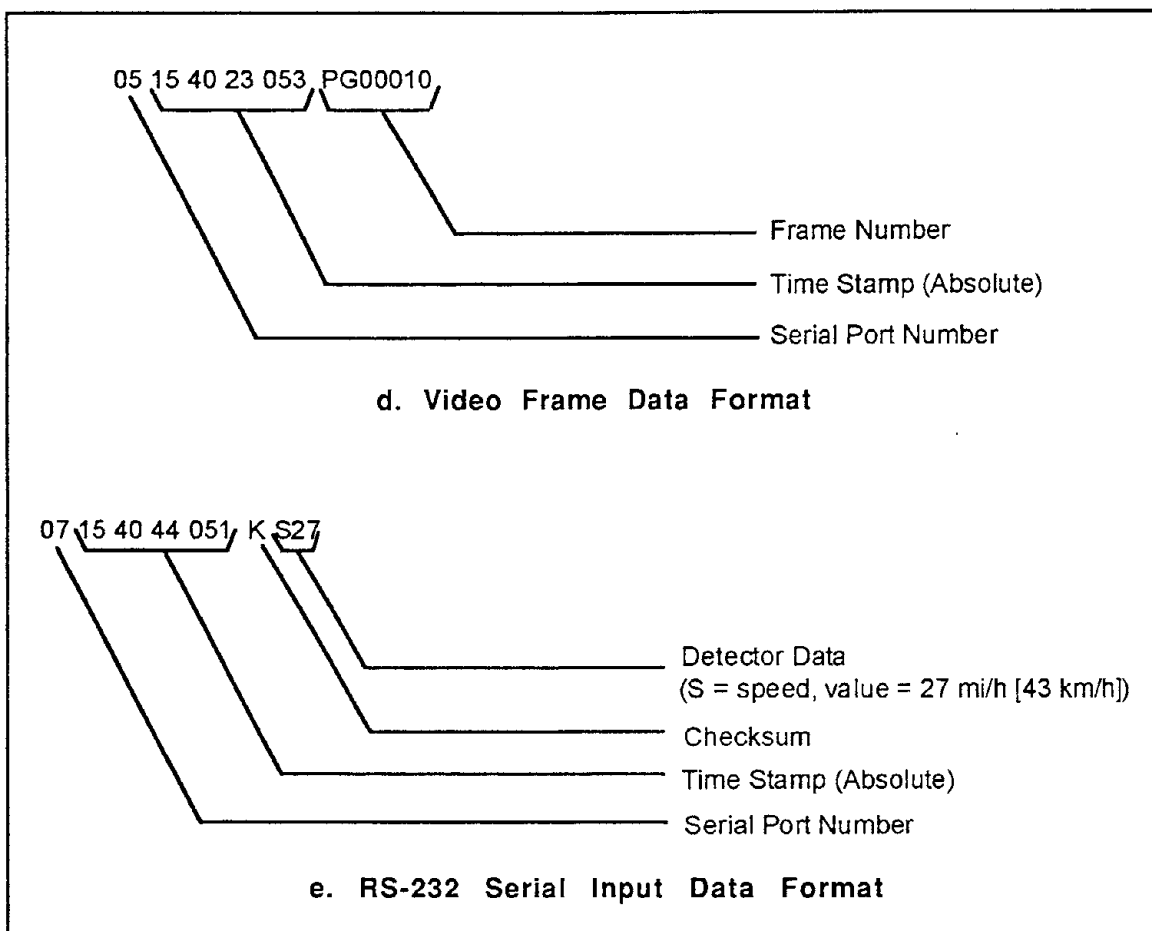 05 15 40 23 053 PG00010
Frame Number
Time Stamp (Absolute)
Serial Port Number
d. Video Frame Data Format
07 15 40 44 051 K S27
Detector Data
(S = speed, value = 27 mi/h [43 km/h])
Checksum
Time Stamp (Absolute)
Serial Port Number
e. RS-232 Serial Input Data Format